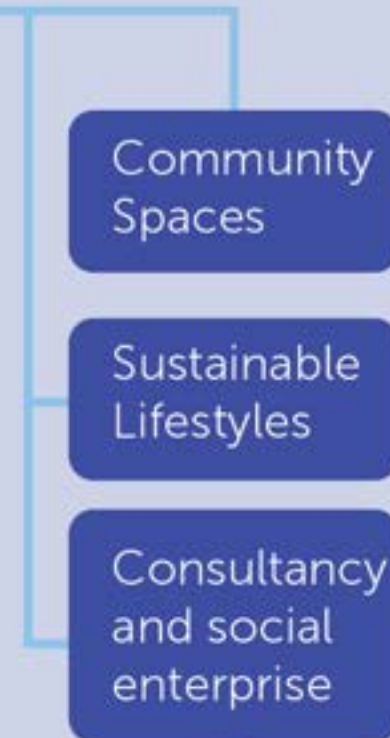 Community
Spaces
Sustainable
Lifestyles
Consultancy
and social
enterprise